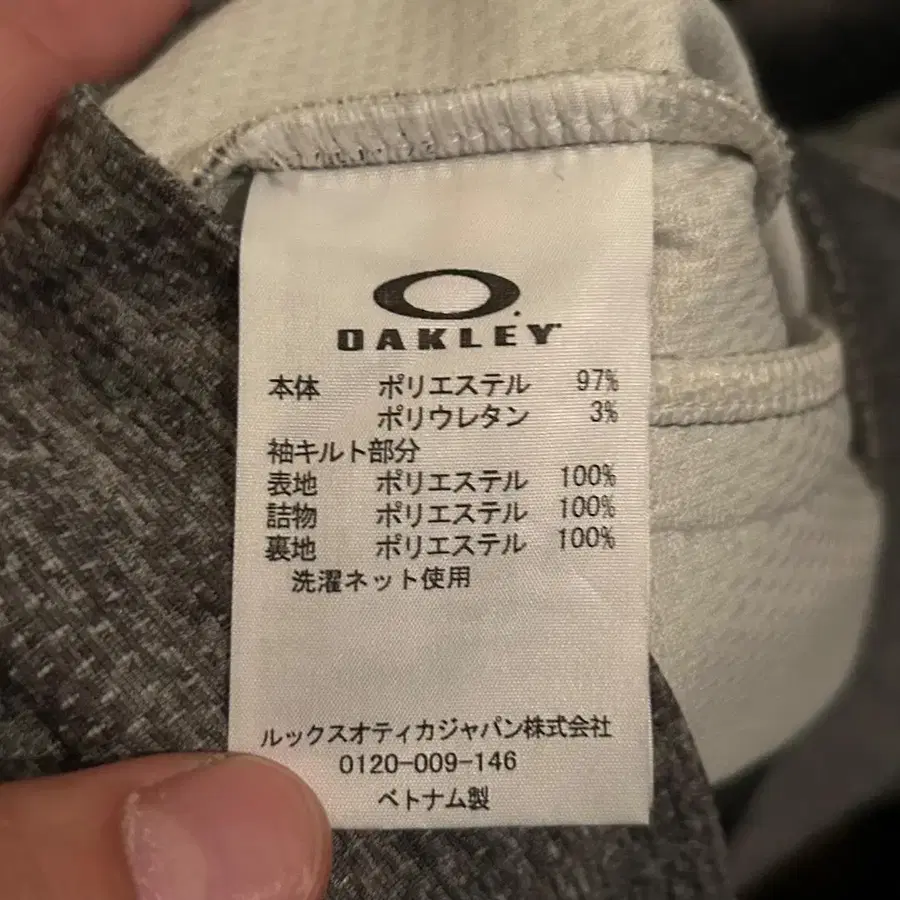 OAKLEY
本体 ポリエステル 97%
ポリウレタン 3%
袖キルト部分
表地 ポリエステル 100%
詰物 ポリエステル 100%
裏地 ポリエステル 100%
洗濯ネット使用
ルックスオティカジャパン株式会社
0120-009-146
ベトナム製